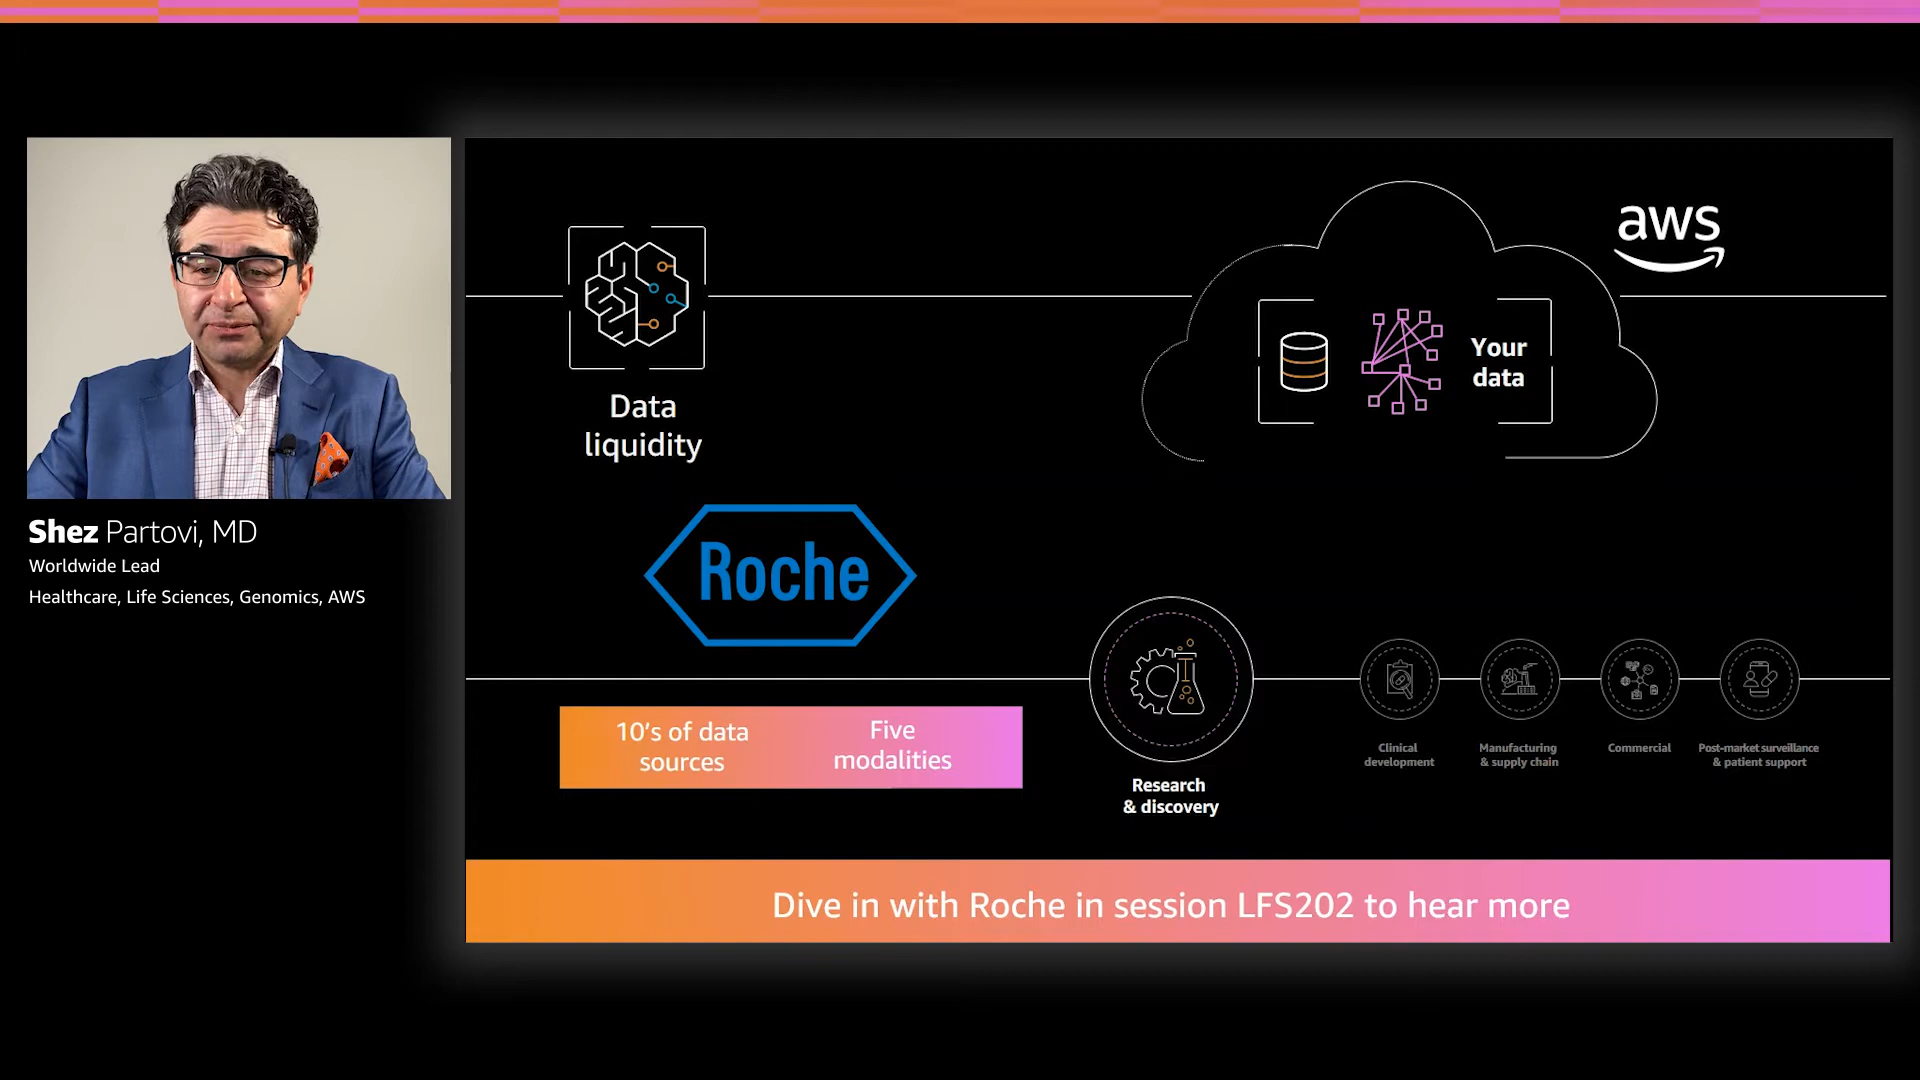 Shez Partovi, MD
Worldwide Lead
Healthcare, Life Sciences, Genomics, AWS
Data
liquidity
aws
Your
data
Roche
10's of data
sources
Five
modalities
Research
& discovery
Clinical
development
Manufacturing
& supply chain
Commercial
Post-market surveillance
& patient support
Dive in with Roche in session LFS202 to hear more